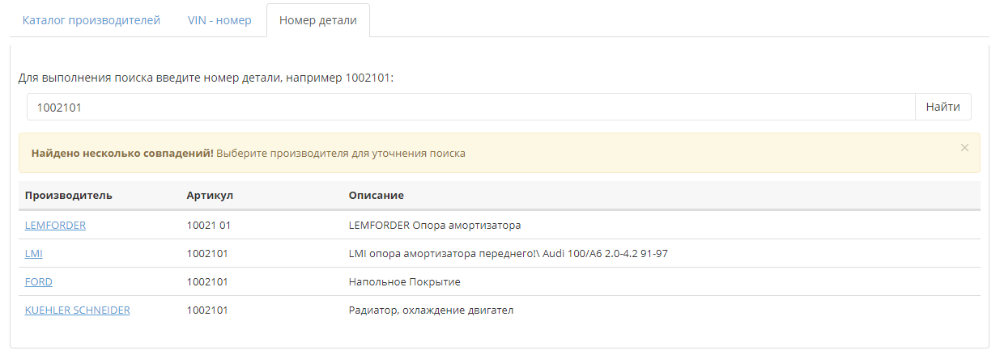 Каталог производителей VIN - номер Номер детали
Для выполнения поиска введите номер детали, например 1002101:
1002101 Найти
Найдено несколько совпадений! Выберите производителя для уточнения поиска ×
Производитель Артикул Описание
LEMFORDER 10021 01 LEMFORDER Опора амортизатора
LMI 1002101 LMI опора амортизатора переднего!\ Audi 100/A6 2.0-4.2 91-97
FORD 1002101 Напольное Покрытие
KUEHLER SCHNEIDER 1002101 Радиатор, охлаждение двигател